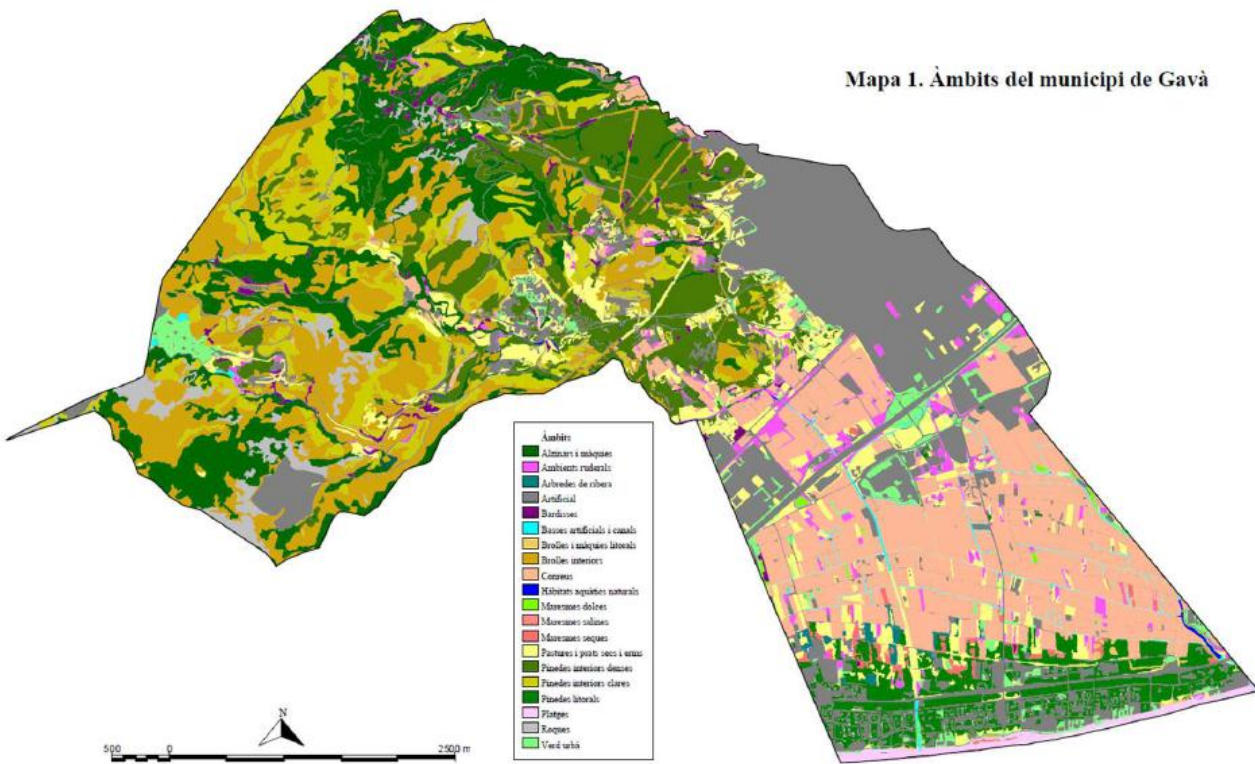 Mapa 1. Àmbits del municipi de Gavà
Àmbits
Alzinars i màquies
Ambients ruderals
Arbredes de ribera
Artificial
Bardisses
Basses artificials i canals
Brolles i màquies litorals
Brolles interiors
Conreus
Hàbitats aquàtics naturals
Maresmes dolces
Maresmes salines
Maresmes seques
Pastures i prats secs i erms
Pinedes interiors denses
Pinedes interiors clares
Pinedes litorals
Platges
Roques
Verd urbà
N
500 0 2500 m